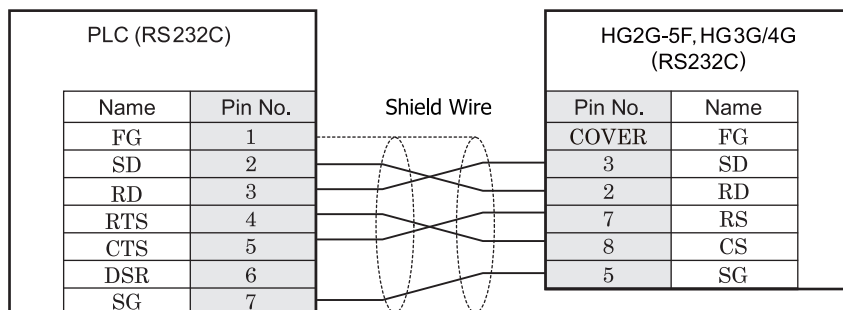 PLC (RS232C)
Name Pin No.
FG 1
SD 2
RD 3
RTS 4
CTS 5
DSR 6
SG 7
Shield Wire
HG2G-5F, HG3G/4G
(RS232C)
Pin No. Name
COVER FG
3 SD
2 RD
7 RS
8 CS
5 SG